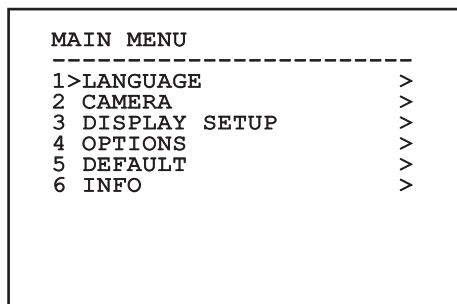 MAIN MENU
------------------------
1>LANGUAGE >
2 CAMERA >
3 DISPLAY SETUP >
4 OPTIONS >
5 DEFAULT >
6 INFO >